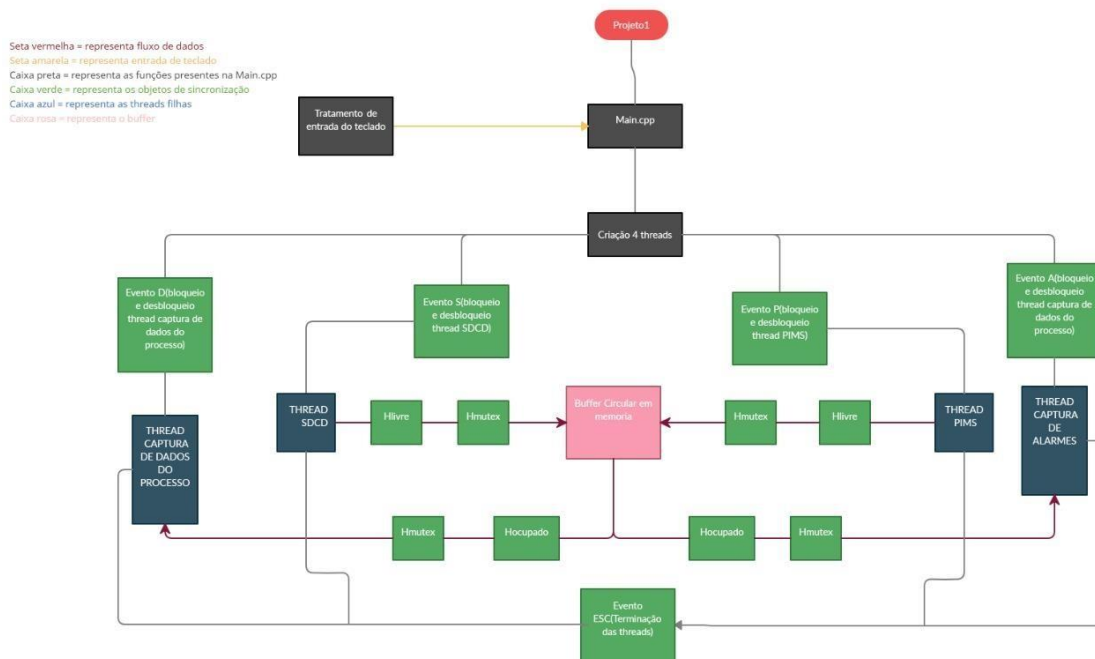 Projeto1
Seta vermelha = representa fluxo de dados
Seta amarela = representa entrada de teclado
Caixa preta = representa as funções presentes na Main.cpp
Caixa verde = representa os objetos de sincronização
Caixa azul = representa as threads filhas
Caixa rosa = representa o buffer
Tratamento de
entrada do teclado
Main.cpp
Criação 4 threads
Evento D(bloqueio
e desbloqueio
thread captura de
dados do
processo)
Evento S(bloqueio
e desbloqueio
thread SDCD)
Evento P(bloqueio
e desbloqueio
thread PIMS)
Evento A(bloqueio
e desbloqueio
thread captura de
dados do
processo)
THREAD
CAPTURA
DE DADOS
DO
PROCESSO
THREAD
SDCD
Hlivre
Hmutex
Buffer Circular em
memoria
Hmutex
Hlivre
THREAD
PIMS
THREAD
CAPTURA
DE
ALARMES
Hmutex
Hocupado
Hocupado
Hmutex
Evento
ESC(Terminação
das threads)